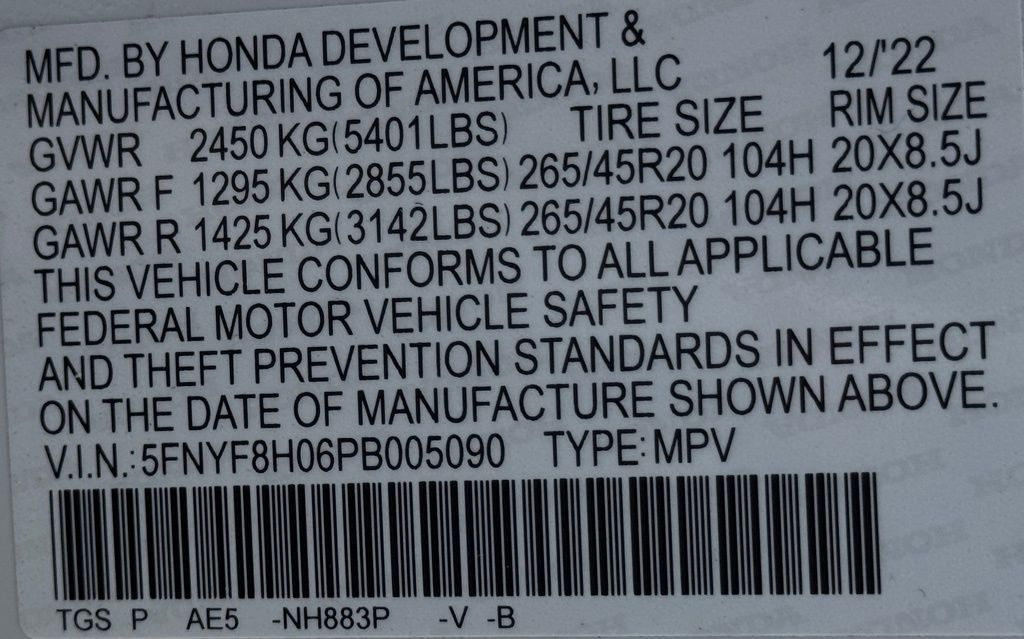 MFD. BY HONDA DEVELOPMENT &
MANUFACTURING OF AMERICA, LLC 12/'22
GVWR 2450 KG(5401LBS) TIRE SIZE RIM SIZE
GAWR F 1295 KG(2855LBS) 265/45R20 104H 20X8.5J
GAWR R 1425 KG(3142LBS) 265/45R20 104H 20X8.5J
THIS VEHICLE CONFORMS TO ALL APPLICABLE
FEDERAL MOTOR VEHICLE SAFETY
AND THEFT PREVENTION STANDARDS IN EFFECT
ON THE DATE OF MANUFACTURE SHOWN ABOVE.
V.I.N.:5FNYF8H06PB005090 TYPE:MPV
TGS P AE5 -NH883P -V -B